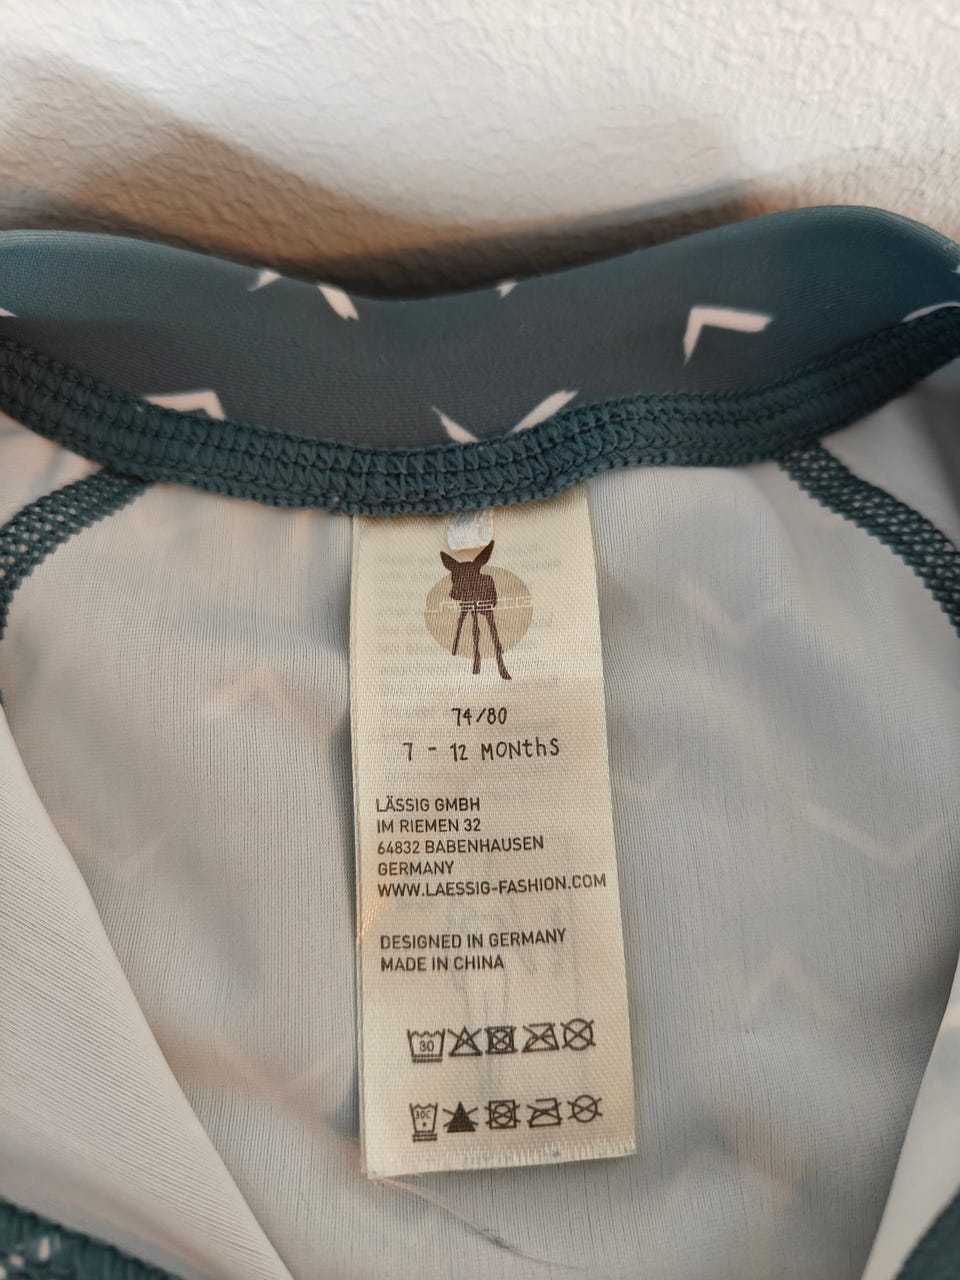 LÄSSIG
74/80
7 - 12 MONthS
LÄSSIG GMBH
IM RIEMEN 32
64832 BABENHAUSEN
GERMANY
WWW.LAESSIG-FASHION.COM
DESIGNED IN GERMANY
MADE IN CHINA
30
30C